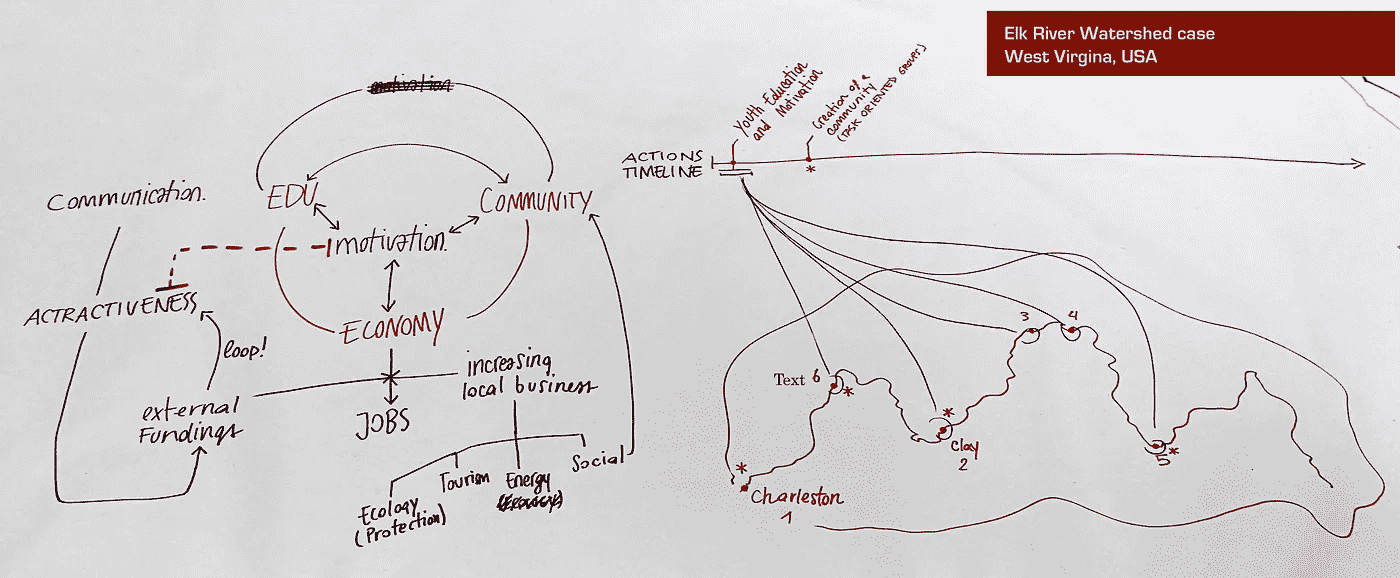 Elk River Watershed case
West Virgina, USA
motivation
EDU
COMMUNITY
Communication.
motivation.
ACTRACTIVENESS
ECONOMY
loop!
increasing
local business
external
Fundings
JOBS
Social
Tourism
Energy
Ecology
(Protection)
ACTIONS
TIMELINE
Youth Education
and Motivation
Creation of a
community
(TASK ORIENTED GROUPS)
*
3
4
Text 6
*
*
Clay
2
5
*
*
Charleston
1